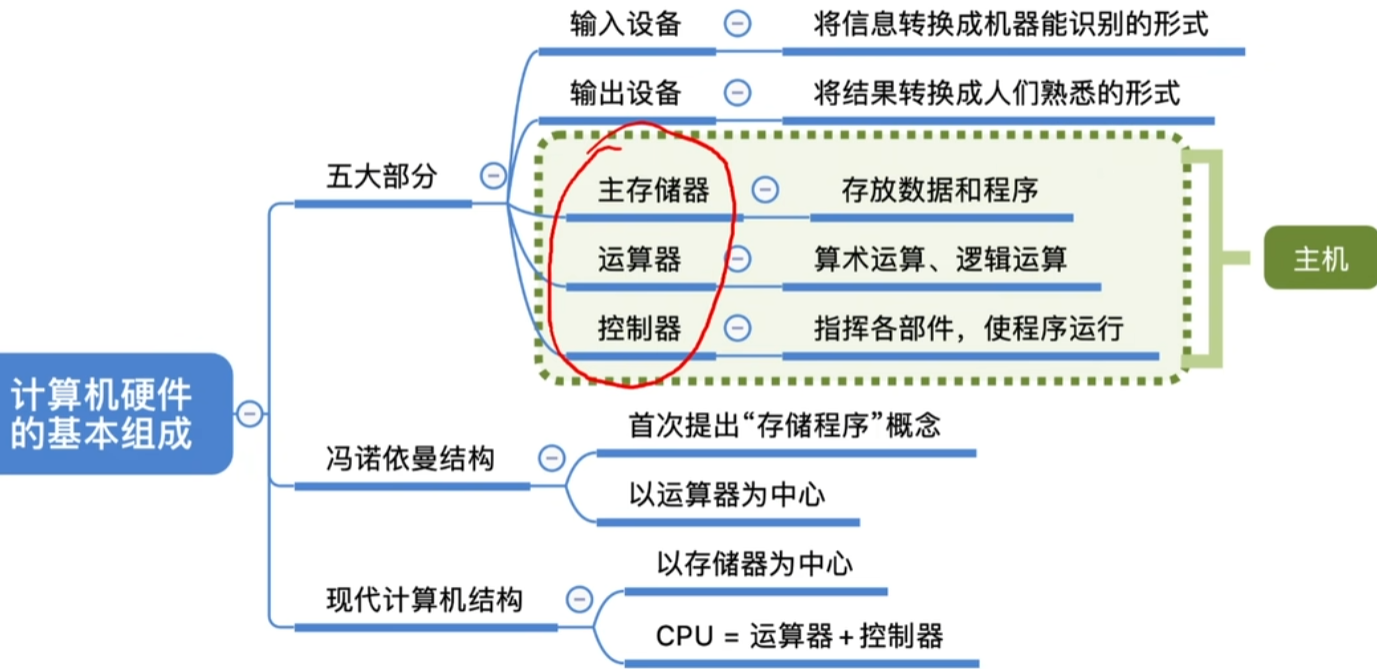 输入设备
将信息转换成机器能识别的形式
输出设备
将结果转换成人们熟悉的形式
五大部分
主存储器
存放数据和程序
运算器
算术运算、逻辑运算
主机
控制器
指挥各部件，使程序运行
计算机硬件
的基本组成
冯诺依曼结构
首次提出“存储程序”概念
以运算器为中心
现代计算机结构
以存储器为中心
CPU = 运算器+控制器